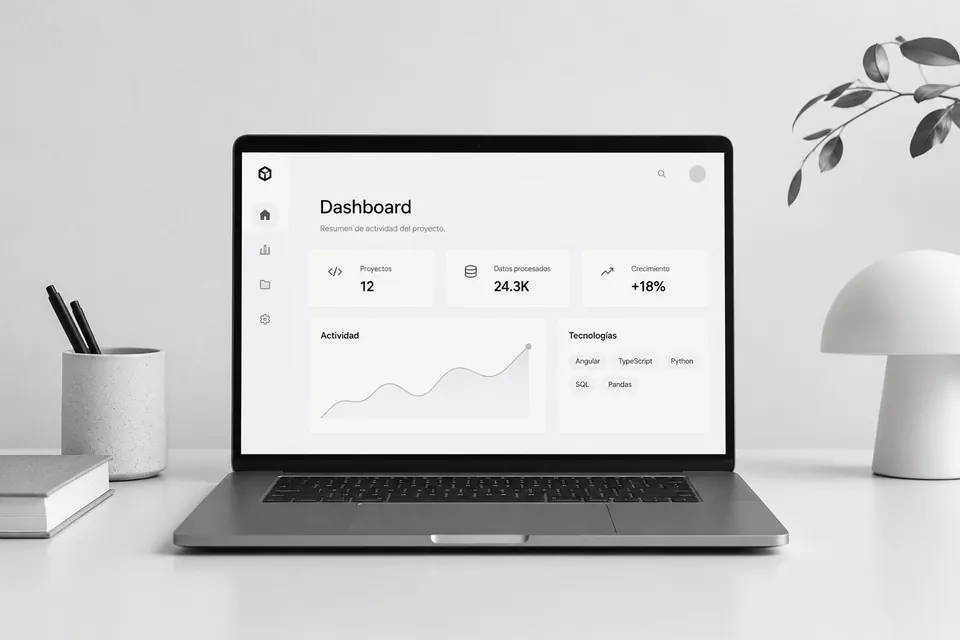 Dashboard
Resumen de actividad del proyecto.
Proyectos
12
Datos procesados
24.3K
Crecimiento
+18%
Actividad
Tecnologías
Angular TypeScript Python
SQL Pandas